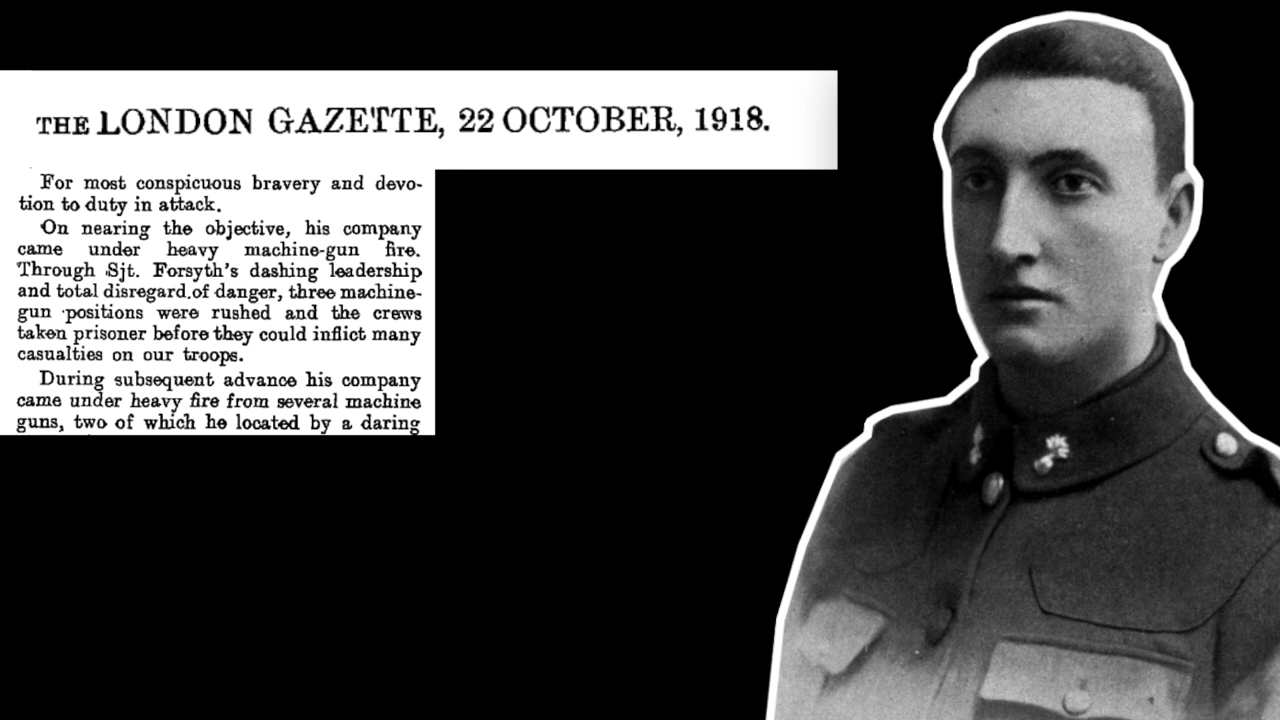 THE LONDON GAZETTE, 22 OCTOBER, 1918.
For most conspicuous bravery and devo-
tion to duty in attack.
On nearing the objective, his company
came under heavy machine-gun fire.
Through Sjt. Forsyth's dashing leadership
and total disregard of danger, three machine-
gun positions were rushed and the crews
taken prisoner before they could inflict many
casualties on our troops.
During subsequent advance his company
came under heavy fire from several machine
guns, two of which he located by a daring